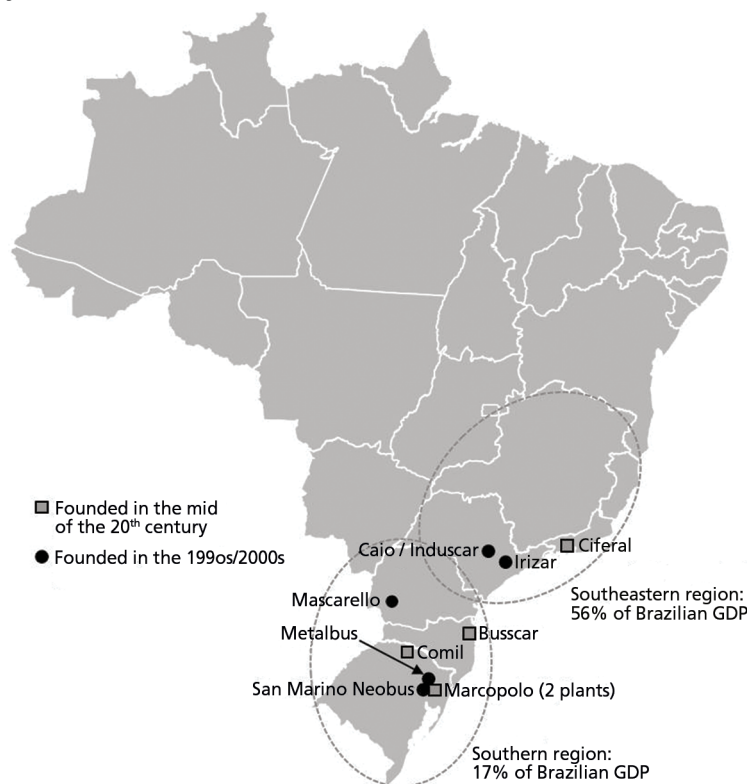 Founded in the mid
of the 20th century
Founded in the 199os/2000s
Caio / Induscar
Ciferal
Irizar
Southeastern region:
56% of Brazilian GDP
Mascarello
Metalbus
Busscar
Comil
San Marino Neobus
Marcopolo (2 plants)
Southern region:
17% of Brazilian GDP